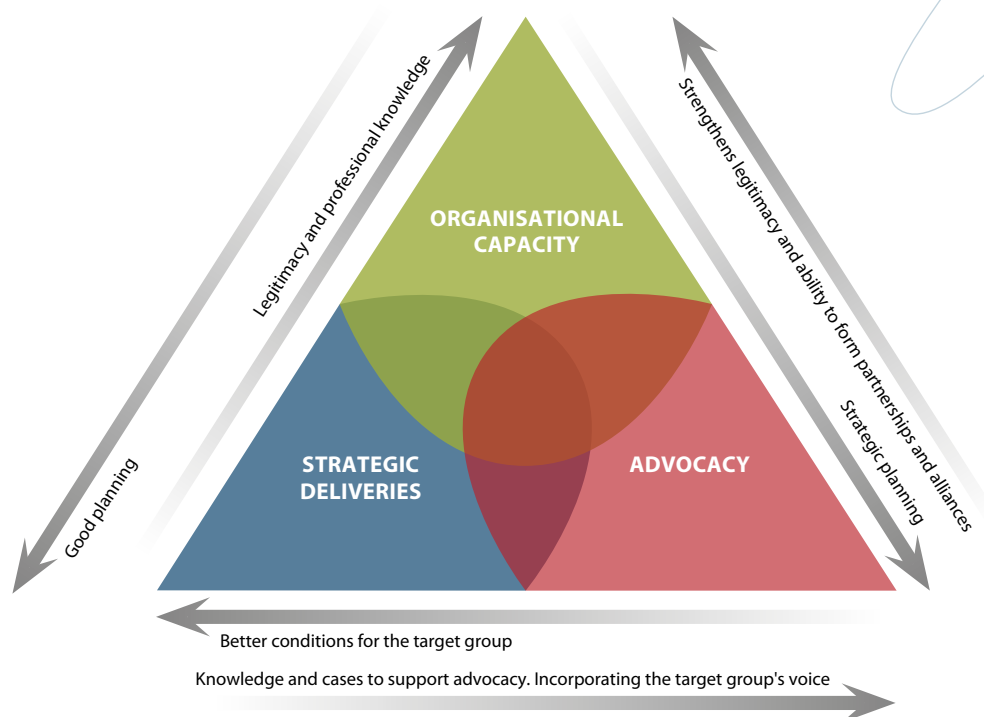 Legitimacy and professional knowledge
Good planning
Strengthens legitimacy and ability to form partnerships and alliances
Strategic planning
ORGANISATIONAL
CAPACITY
STRATEGIC
DELIVERIES
ADVOCACY
Better conditions for the target group
Knowledge and cases to support advocacy. Incorporating the target group's voice